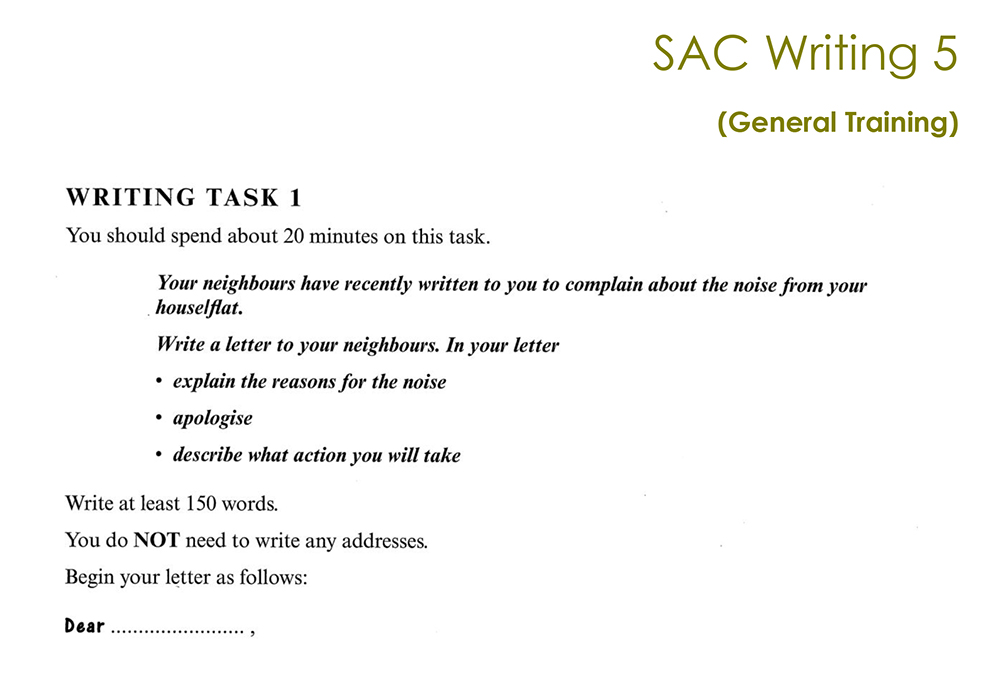 SAC Writing 5
(General Training)
WRITING TASK 1
You should spend about 20 minutes on this task.
Your neighbours have recently written to you to complain about the noise from your
house/flat.
Write a letter to your neighbours. In your letter
• explain the reasons for the noise
• apologise
• describe what action you will take
Write at least 150 words.
You do NOT need to write any addresses.
Begin your letter as follows:
Dear ........................ ,